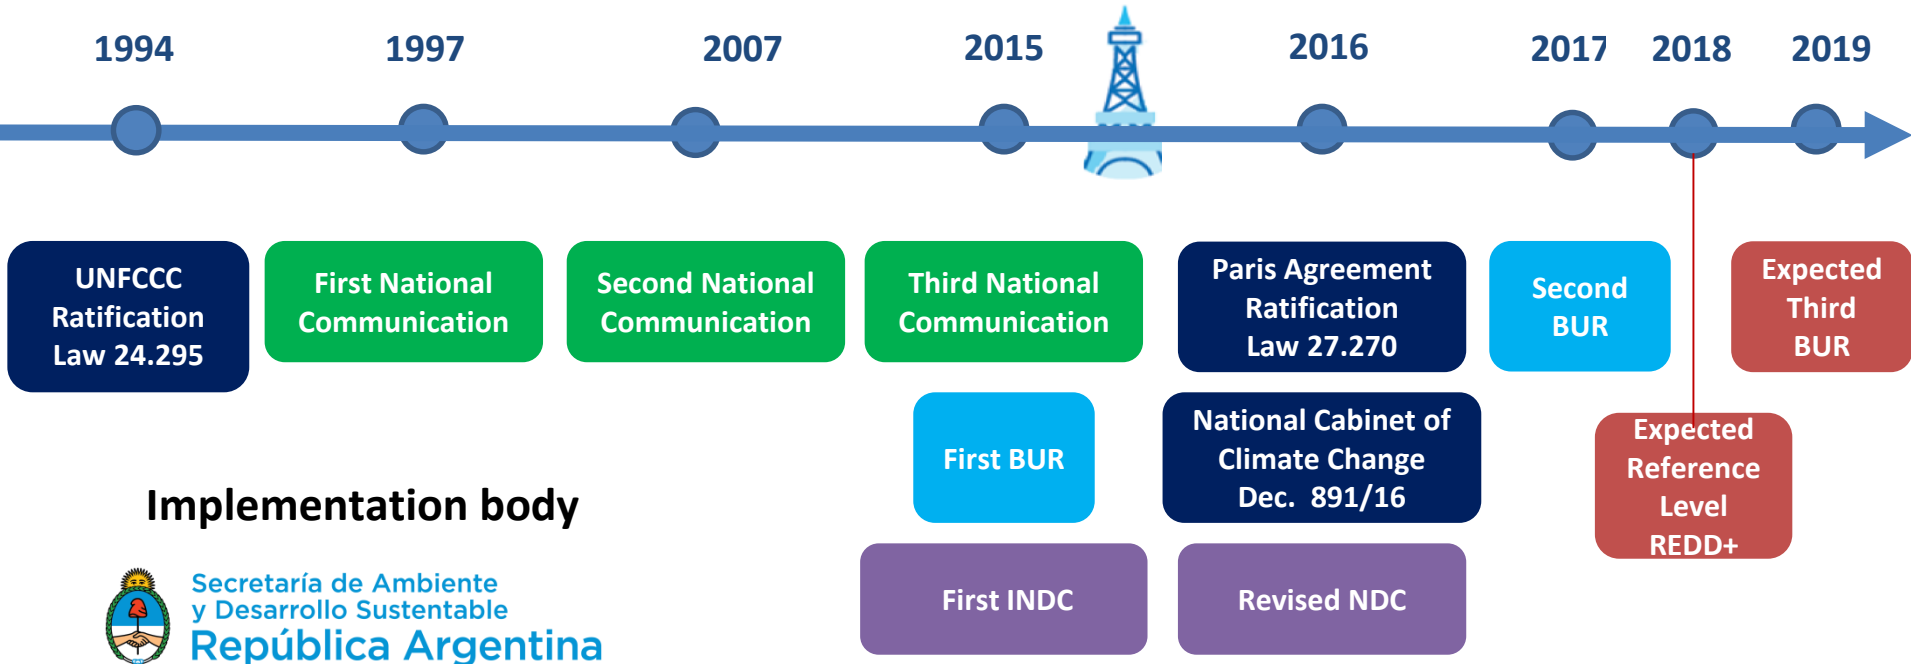 1994
1997
2007
2015
2016
2017
2018
2019
UNFCCC
Ratification
Law 24.295
First National
Communication
Second National
Communication
Third National
Communication
Paris Agreement
Ratification
Law 27.270
Second
BUR
Expected
Third
BUR
First BUR
National Cabinet of
Climate Change
Dec. 891/16
Expected
Reference
Level
REDD+
First INDC
Revised NDC
Implementation body
Secretaría de Ambiente
y Desarrollo Sustentable
República Argentina